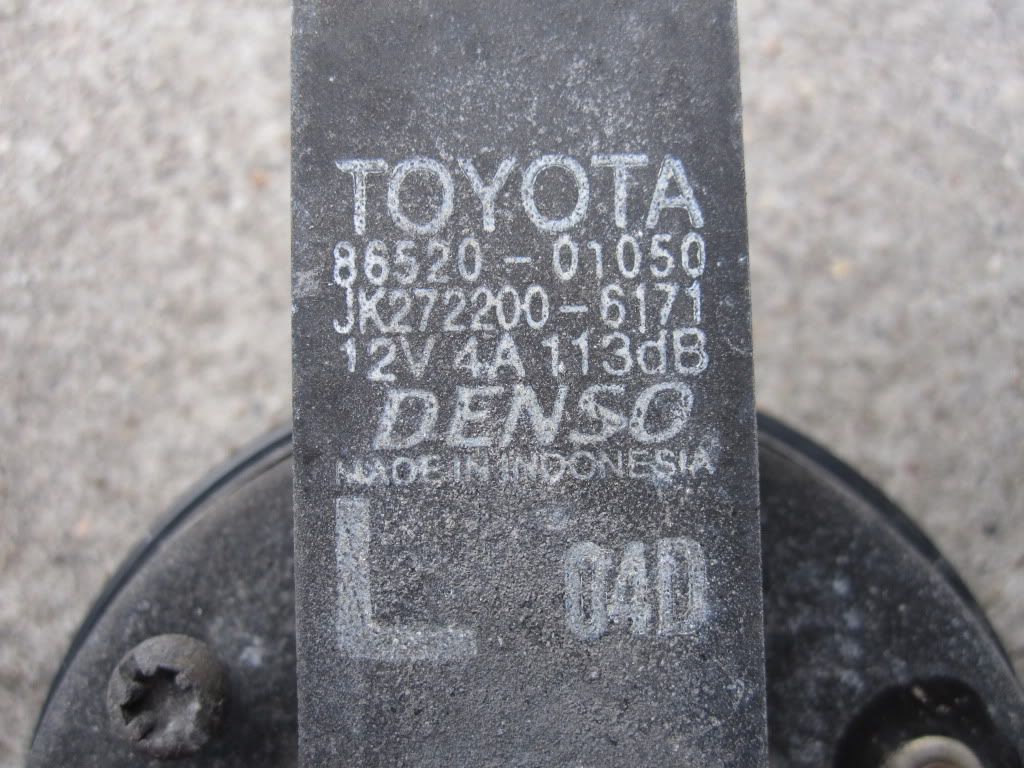 TOYOTA
86520-01050
JK272200-6171
12V 4A 113dB
DENSO
MADE IN INDONESIA
L 04D